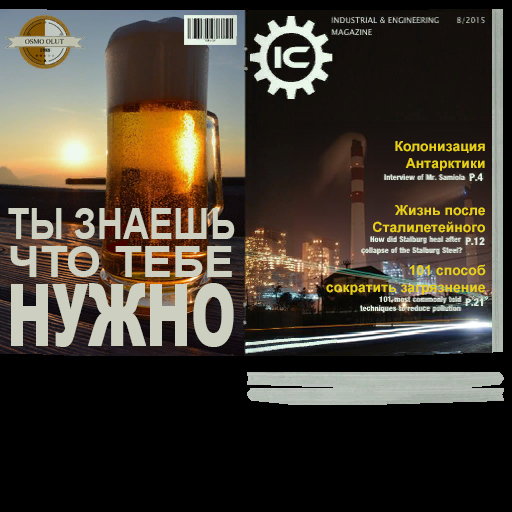 OSMO OLUT
ТЫ ЗНАЕШЬ
ЧТО ТЕБЕ
НУЖНО
INDUSTRIAL & ENGINEERING 8/2015
MAGAZINE
IC
Колонизация
Антарктики
Interview of Mr. Samiola P.4
Жизнь после
Сталилетейного
How did Stalburg heal after P.12
collapse of the Stalburg Steel?
101 способ
сократить загрязнение
101 most commonly told P.21
techniques to reduce pollution